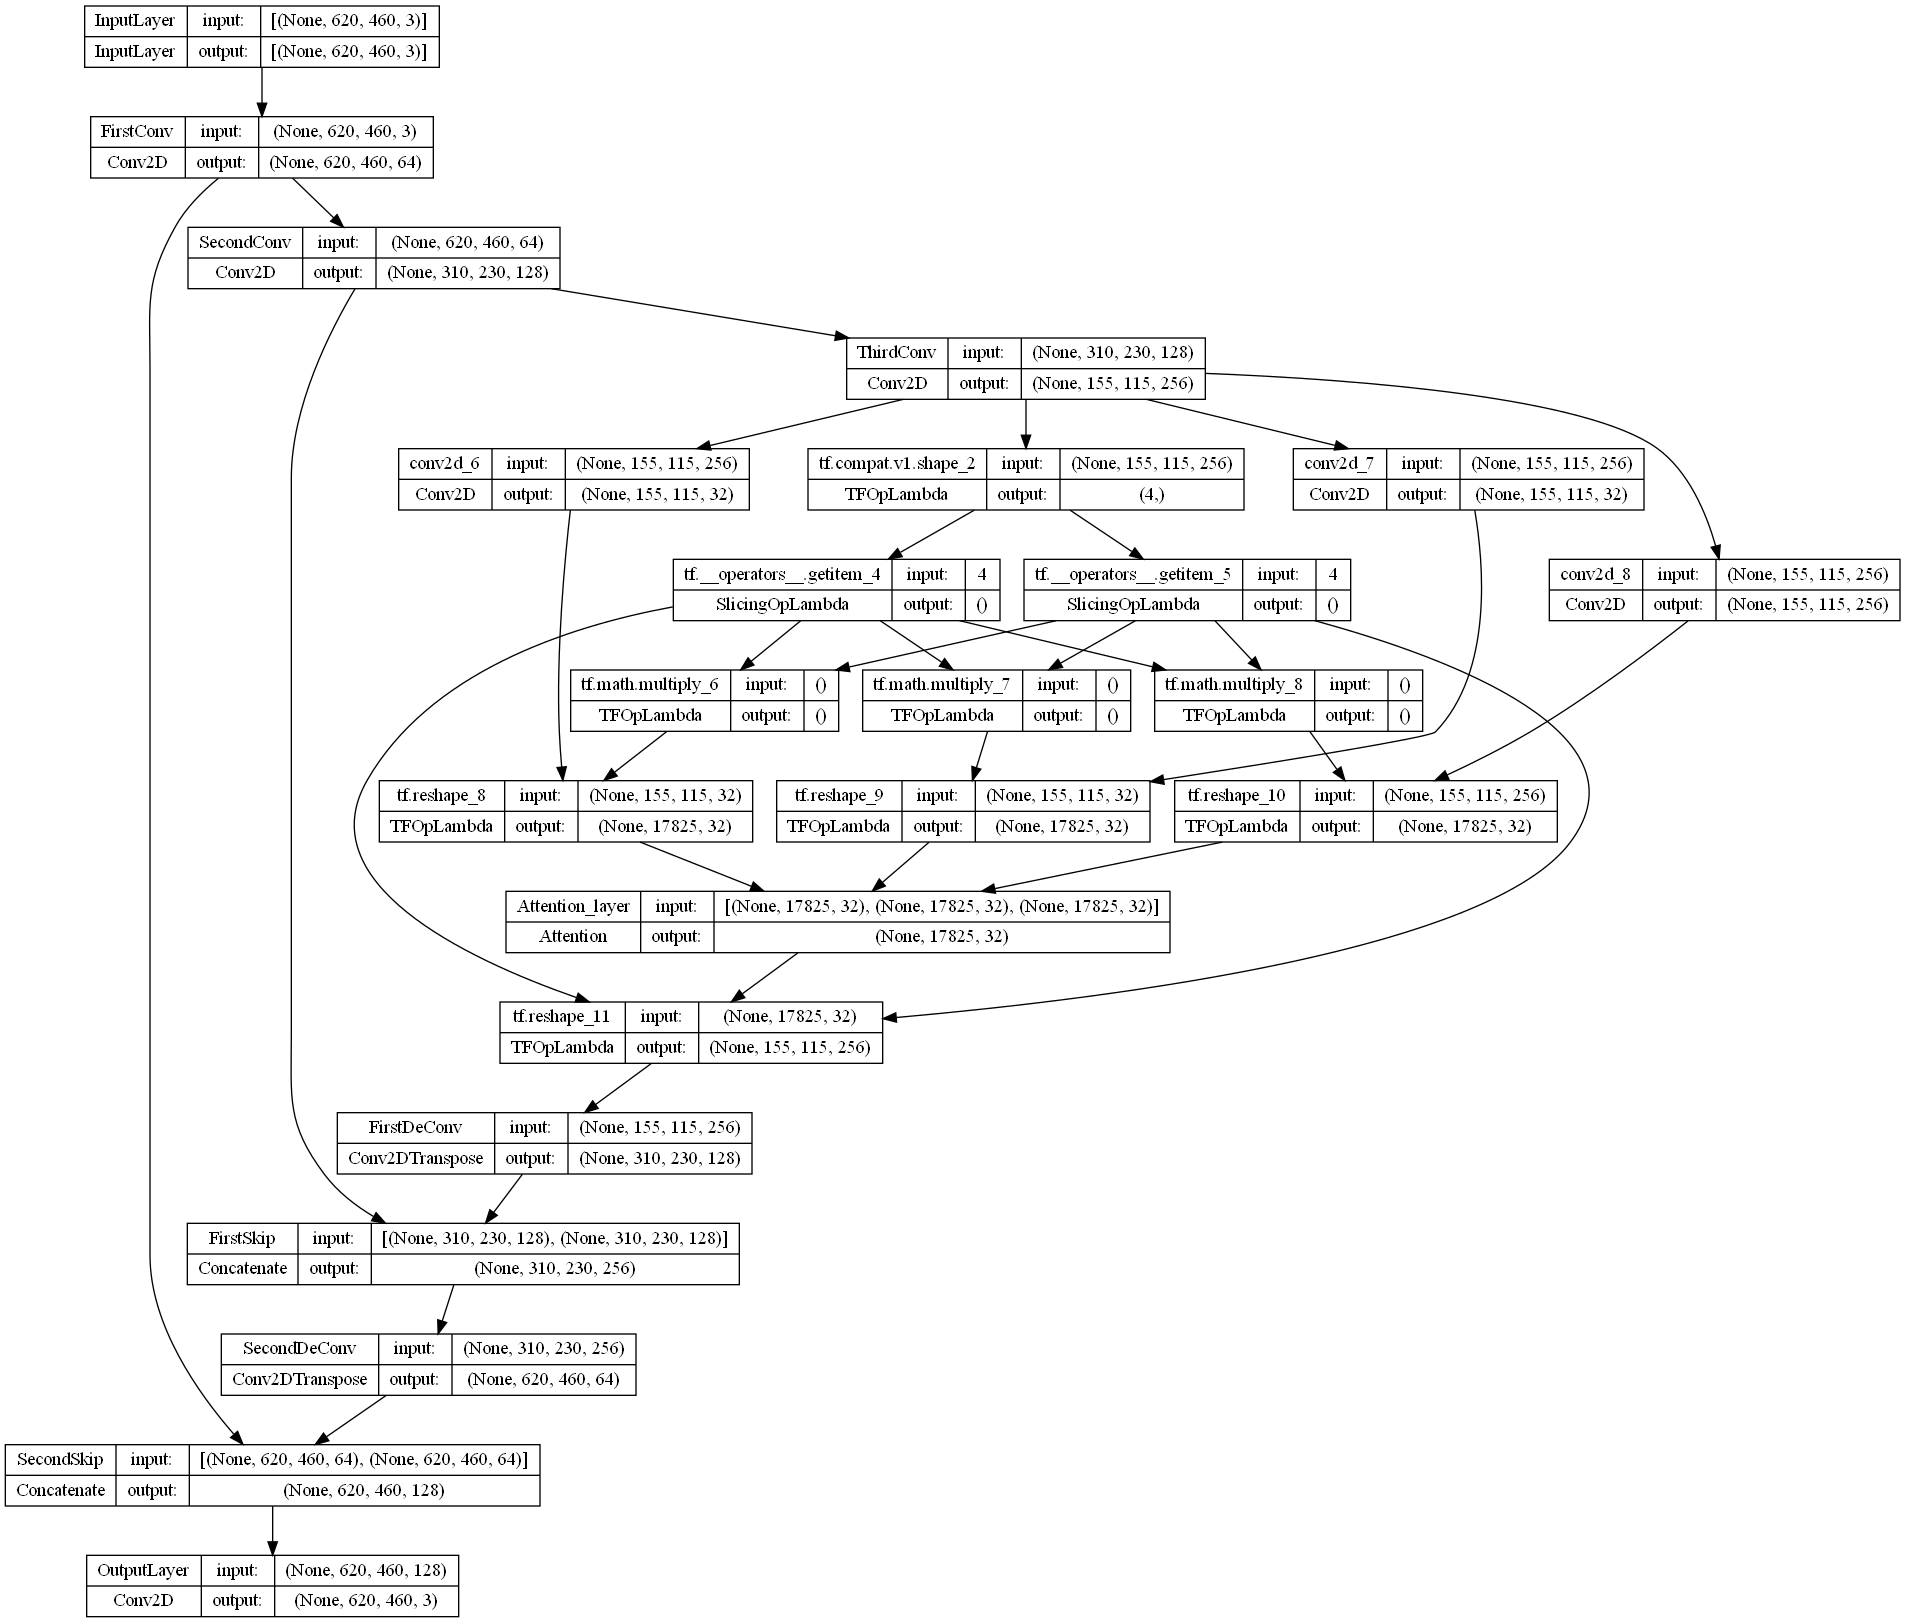 InputLayer input: [(None, 620, 460, 3)]
InputLayer output: [(None, 620, 460, 3)]
FirstConv input: (None, 620, 460, 3)
Conv2D output: (None, 620, 460, 64)
SecondConv input: (None, 620, 460, 64)
Conv2D output: (None, 310, 230, 128)
ThirdConv input: (None, 310, 230, 128)
Conv2D output: (None, 155, 115, 256)
conv2d_6 input: (None, 155, 115, 256)
Conv2D output: (None, 155, 115, 32)
tf.compat.v1.shape_2 input: (None, 155, 115, 256)
TFOpLambda output: (4,)
conv2d_7 input: (None, 155, 115, 256)
Conv2D output: (None, 155, 115, 32)
tf.__operators__.getitem_4 input: 4
SlicingOpLambda output: ()
tf.__operators__.getitem_5 input: 4
SlicingOpLambda output: ()
conv2d_8 input: (None, 155, 115, 256)
Conv2D output: (None, 155, 115, 256)
tf.math.multiply_6 input: ()
TFOpLambda output: ()
tf.math.multiply_7 input: ()
TFOpLambda output: ()
tf.math.multiply_8 input: ()
TFOpLambda output: ()
tf.reshape_8 input: (None, 155, 115, 32)
TFOpLambda output: (None, 17825, 32)
tf.reshape_9 input: (None, 155, 115, 32)
TFOpLambda output: (None, 17825, 32)
tf.reshape_10 input: (None, 155, 115, 256)
TFOpLambda output: (None, 17825, 32)
Attention_layer input: [(None, 17825, 32), (None, 17825, 32), (None, 17825, 32)]
Attention output: (None, 17825, 32)
tf.reshape_11 input: (None, 17825, 32)
TFOpLambda output: (None, 155, 115, 256)
FirstDeConv input: (None, 155, 115, 256)
Conv2DTranspose output: (None, 310, 230, 128)
FirstSkip input: [(None, 310, 230, 128), (None, 310, 230, 128)]
Concatenate output: (None, 310, 230, 256)
SecondDeConv input: (None, 310, 230, 256)
Conv2DTranspose output: (None, 620, 460, 64)
SecondSkip input: [(None, 620, 460, 64), (None, 620, 460, 64)]
Concatenate output: (None, 620, 460, 128)
OutputLayer input: (None, 620, 460, 128)
Conv2D output: (None, 620, 460, 3)